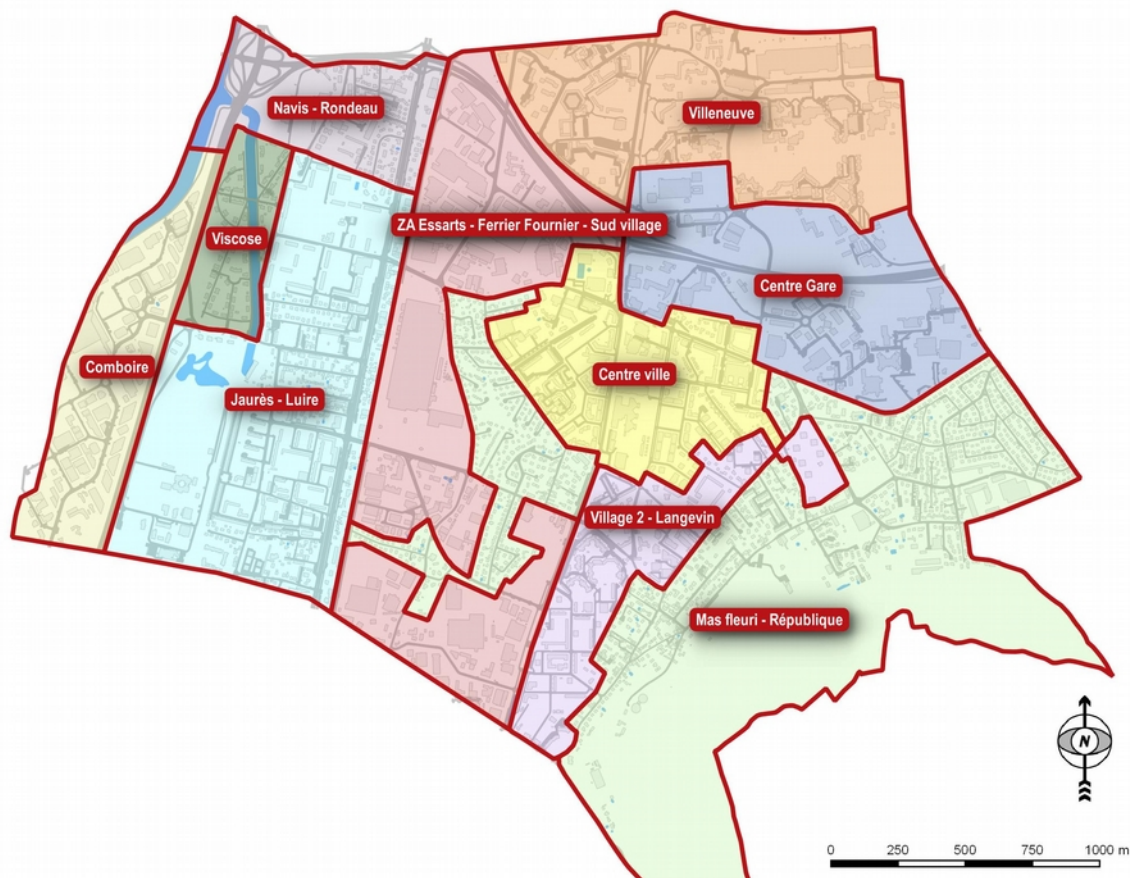 Navis - Rondeau
Villeneuve
ZA Essarts - Ferrier Fournier - Sud village
Viscose
Centre Gare
Comboire
Centre ville
Jaurès - Luire
Village 2 - Langevin
Mas fleuri - République
N
0 250 500 750 1000 m